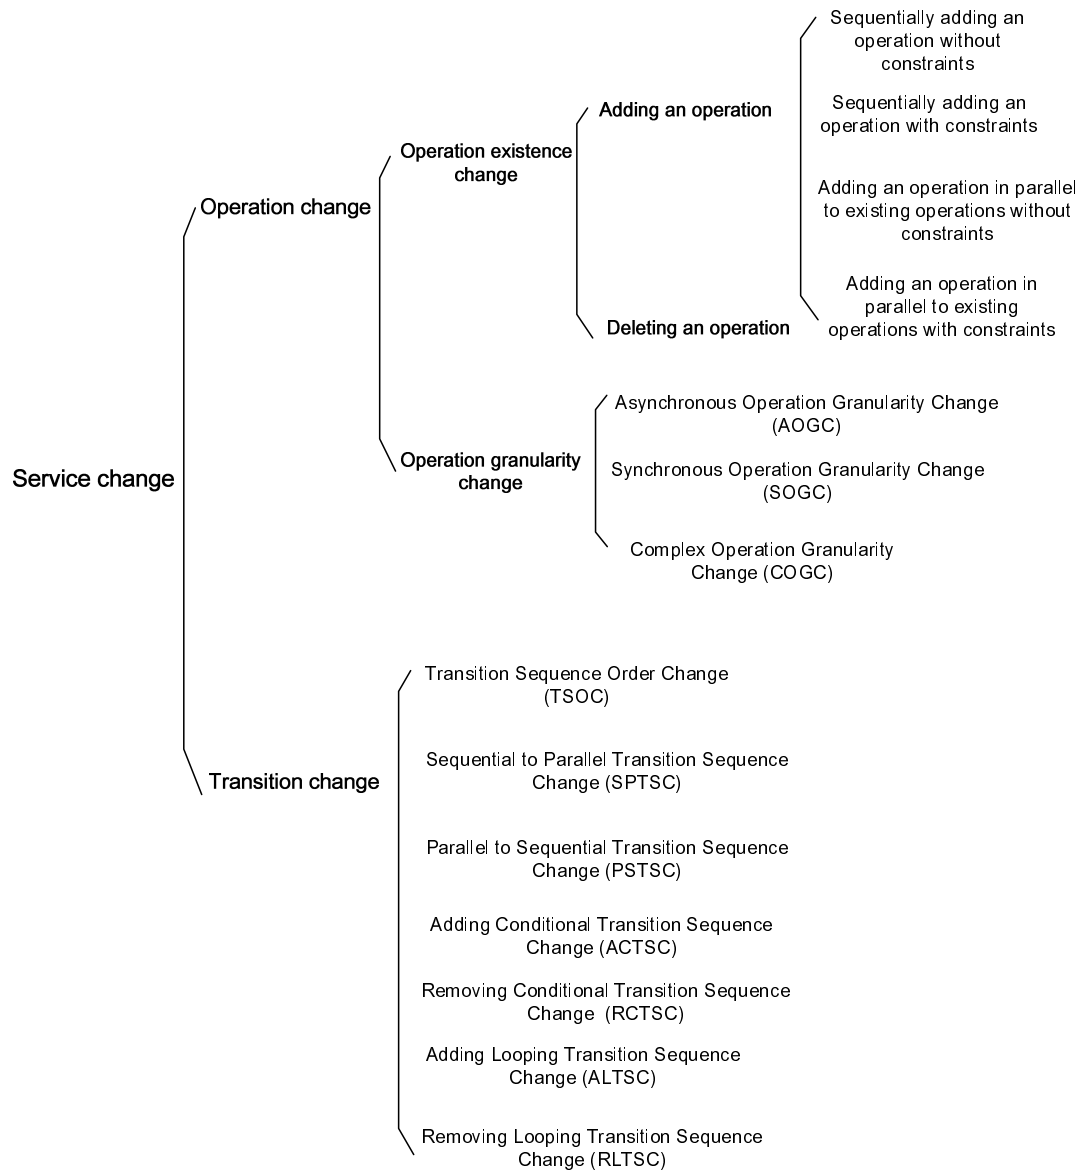 Service change
Operation change
Operation existence
change
Adding an operation
Sequentially adding an
operation without
constraints
Sequentially adding an
operation with constraints
Adding an operation in parallel
to existing operations without
constraints
Adding an operation in
parallel to existing
operations with constraints
Deleting an operation
Operation granularity
change
Asynchronous Operation Granularity Change
(AOGC)
Synchronous Operation Granularity Change
(SOGC)
Complex Operation Granularity
Change (COGC)
Transition change
Transition Sequence Order Change
(TSOC)
Sequential to Parallel Transition Sequence
Change (SPTSC)
Parallel to Sequential Transition Sequence
Change (PSTSC)
Adding Conditional Transition Sequence
Change (ACTSC)
Removing Conditional Transition Sequence
Change (RCTSC)
Adding Looping Transition Sequence
Change (ALTSC)
Removing Looping Transition Sequence
Change (RLTSC)